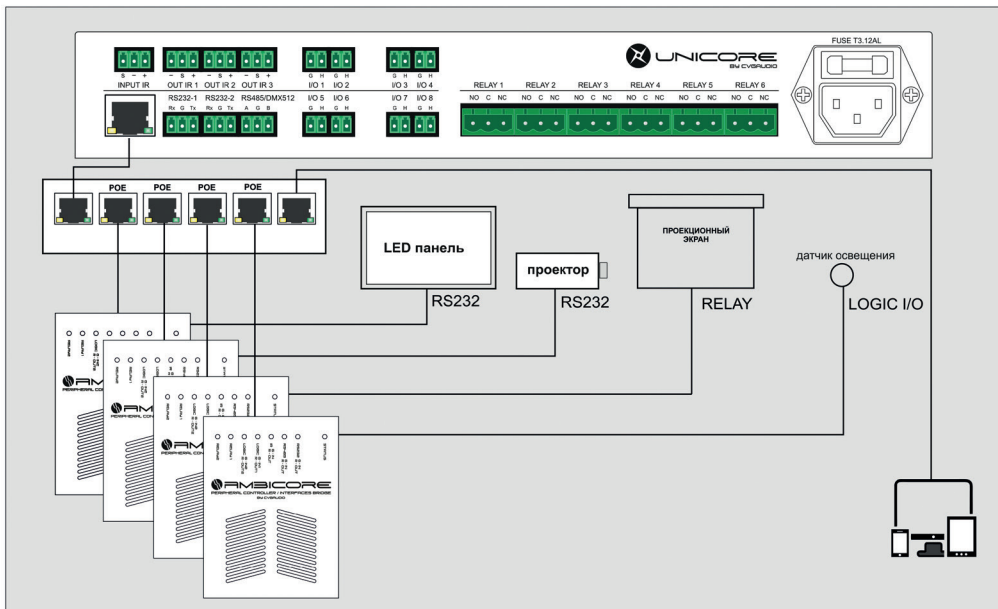 FUSE T3.12AL
UNICORE
BY CVGAUDIO
S − + − S + − S + − S + G H G H G H G H
INPUT IR OUT IR 1 OUT IR 2 OUT IR 3 I/O 1 I/O 2 I/O 3 I/O 4
RELAY 1 RELAY 2 RELAY 3 RELAY 4 RELAY 5 RELAY 6
RS232-1 RS232-2 RS485/DMX512 I/O 5 I/O 6 I/O 7 I/O 8
NO C NC NO C NC NO C NC NO C NC NO C NC NO C NC
Rx G Tx Rx G Tx A G B G H G H G H G H
POE POE POE POE
LED панель
проектор
ПРОЕКЦИОННЫЙ
ЭКРАН
датчик освещения
RS232
RS232
RELAY
LOGIC I/O
AMBICORE
PERIPHERAL CONTROLLER / INTERFACES BRIDGE
BY CVGAUDIO